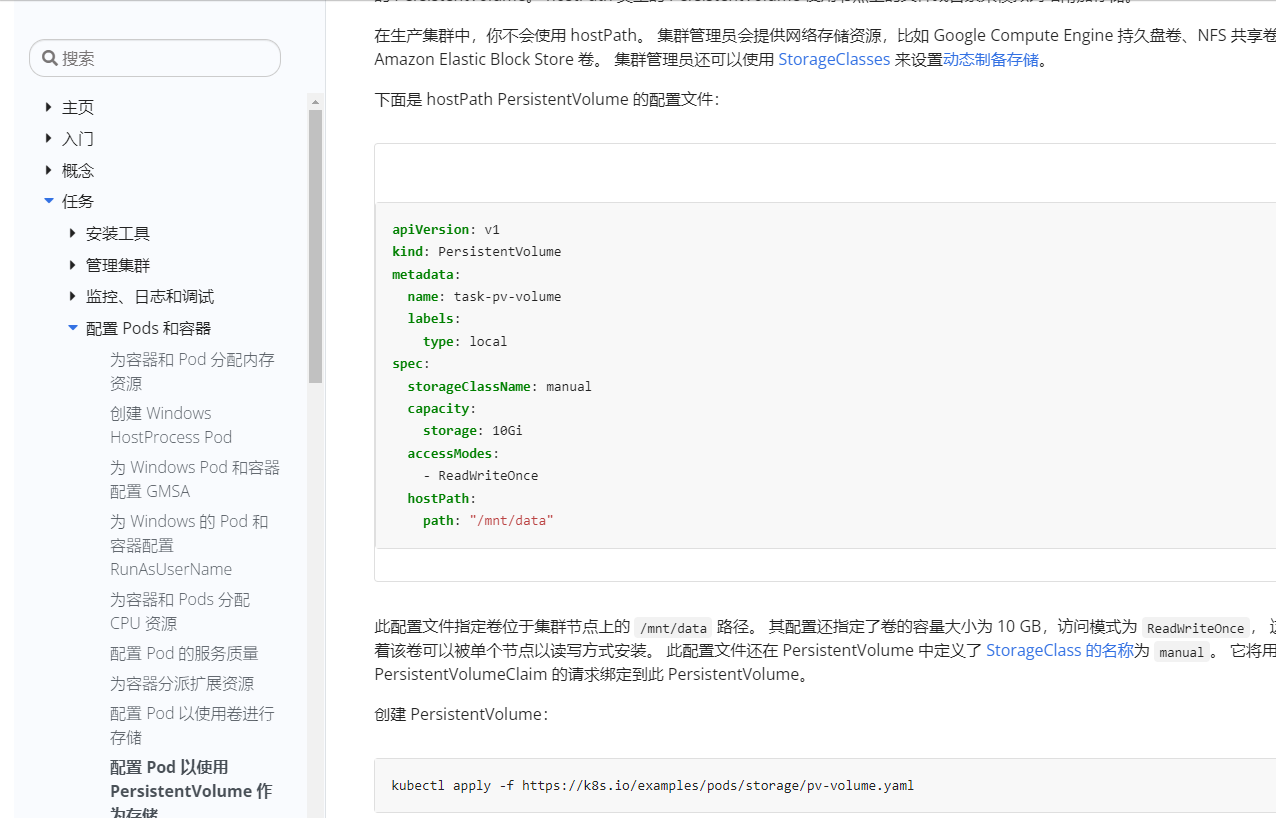 搜索
主页
入门
概念
任务
安装工具
管理集群
监控、日志和调试
配置 Pods 和容器
为容器和 Pod 分配内存
资源
创建 Windows
HostProcess Pod
为 Windows Pod 和容器
配置 GMSA
为 Windows 的 Pod 和
容器配置
RunAsUserName
为容器和 Pods 分配
CPU 资源
配置 Pod 的服务质量
为容器分派扩展资源
配置 Pod 以使用卷进行
存储
配置 Pod 以使用
PersistentVolume 作
为存储
在生产集群中，你不会使用 hostPath。 集群管理员会提供网络存储资源，比如 Google Compute Engine 持久盘卷、NFS 共享卷
Amazon Elastic Block Store 卷。 集群管理员还可以使用 StorageClasses 来设置动态制备存储。
下面是 hostPath PersistentVolume 的配置文件：
apiVersion: v1
kind: PersistentVolume
metadata:
  name: task-pv-volume
  labels:
    type: local
spec:
  storageClassName: manual
  capacity:
    storage: 10Gi
  accessModes:
    - ReadWriteOnce
  hostPath:
    path: "/mnt/data"
此配置文件指定卷位于集群节点上的 /mnt/data 路径。 其配置还指定了卷的容量大小为 10 GB，访问模式为 ReadWriteOnce，
着该卷可以被单个节点以读写方式安装。 此配置文件还在 PersistentVolume 中定义了 StorageClass 的名称为 manual 。 它将用
PersistentVolumeClaim 的请求绑定到此 PersistentVolume。
创建 PersistentVolume：
kubectl apply -f https://k8s.io/examples/pods/storage/pv-volume.yaml